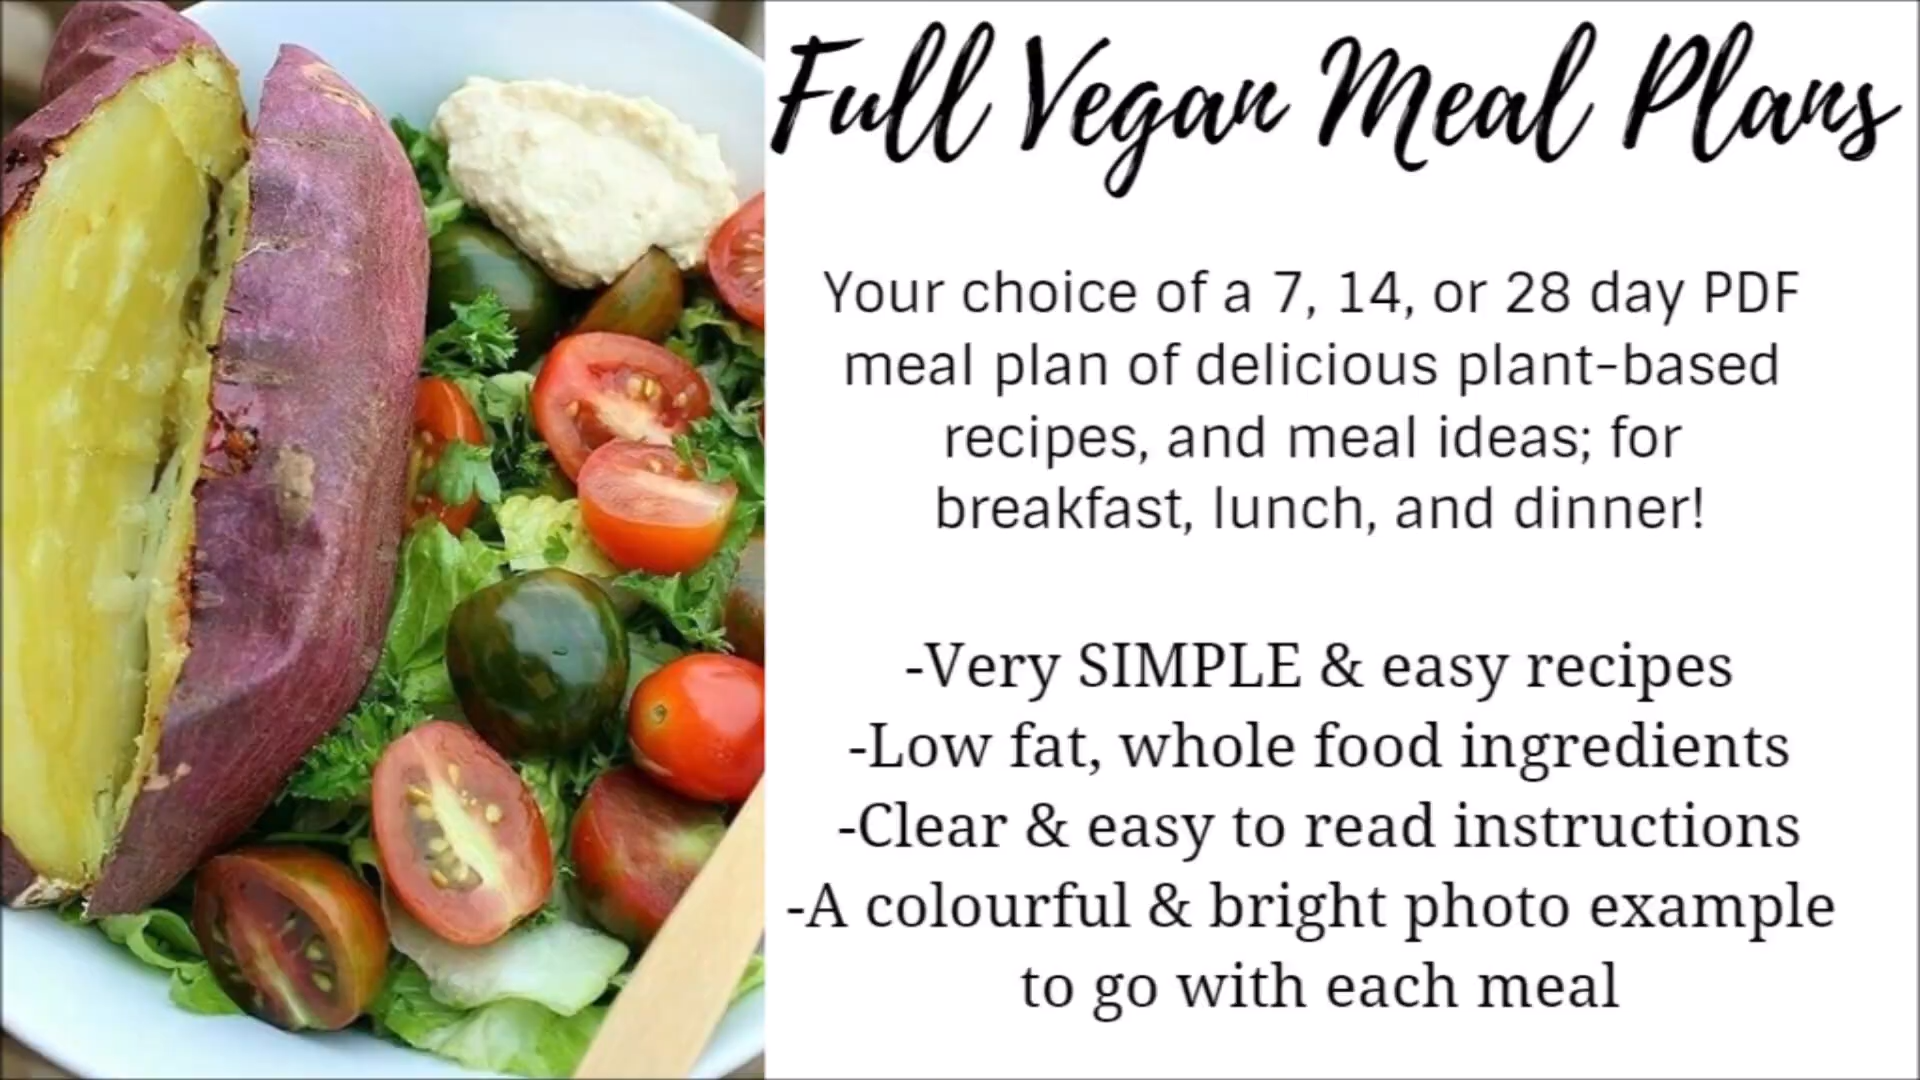 Full Vegan Meal Plans
Your choice of a 7, 14, or 28 day PDF
meal plan of delicious plant-based
recipes, and meal ideas; for
breakfast, lunch, and dinner!
-Very SIMPLE & easy recipes
-Low fat, whole food ingredients
-Clear & easy to read instructions
-A colourful & bright photo example
to go with each meal